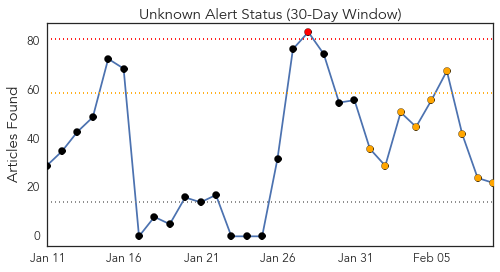 Unknown Alert Status (30-Day Window)
Articles Found
80
60
40
20
0
Jan 11 Jan 16 Jan 21 Jan 26 Jan 31 Feb 05